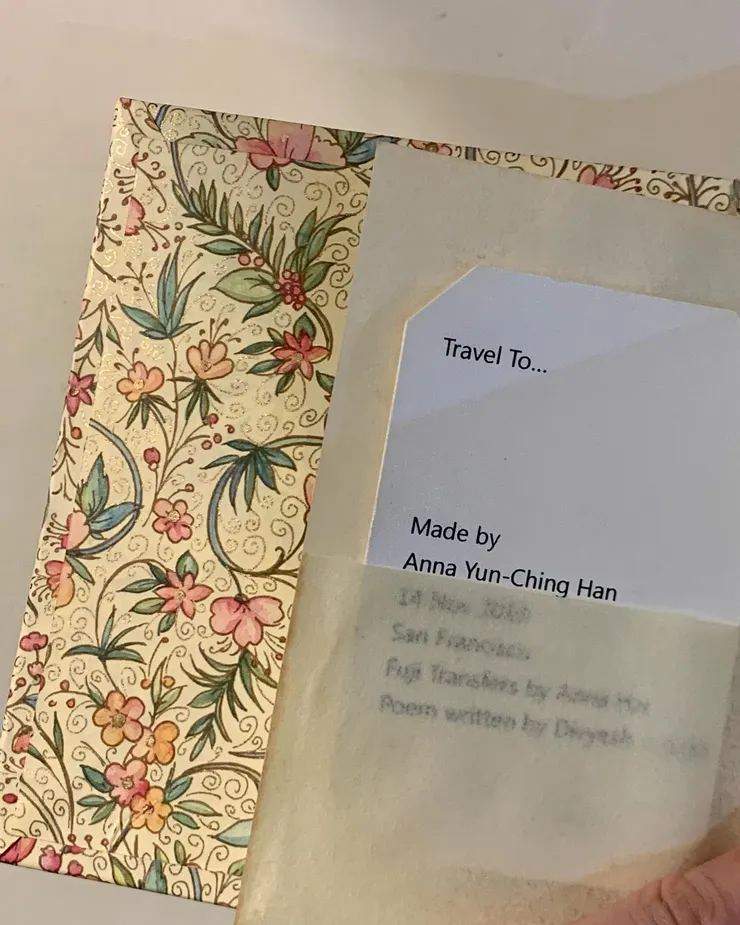 Travel To...
Made by
Anna Yun-Ching Han
14 Nov
San Francisco
Fuji Transfers by Anna
Poem written by Divyesh